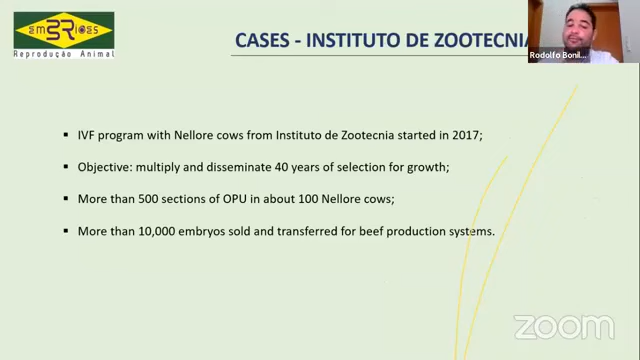 EMBRIOES
Reprodução Animal
CASES - INSTITUTO DE ZOOTECNIA
Rodolfo Bonil...
▪ IVF program with Nellore cows from Instituto de Zootecnia started in 2017;
▪ Objective: multiply and disseminate 40 years of selection for growth;
▪ More than 500 sections of OPU in about 100 Nellore cows;
▪ More than 10,000 embryos sold and transferred for beef production systems.
zoom